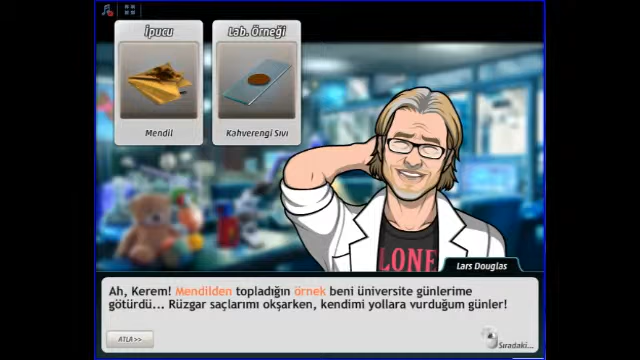 İpucu
Lab. Örneği
Mendil
Kahverengi Sıvı
LONE
Lars Douglas
Ah, Kerem! Mendilden topladığın örnek beni üniversite günlerime
götürdü... Rüzgar saçlarımı okşarken, kendimi yollara vurduğum günler!
ATLA >>
Sıradaki...